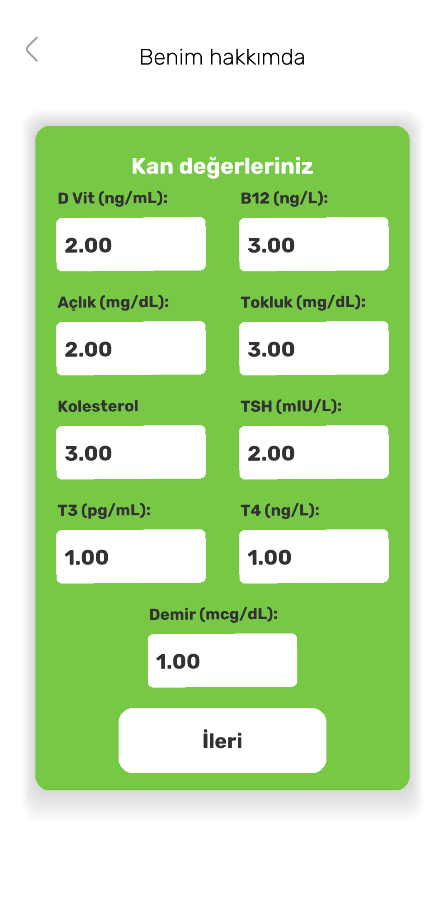 Benim hakkımda
Kan değerleriniz
D Vit (ng/mL): B12 (ng/L):
2.00 3.00
Açlık (mg/dL): Tokluk (mg/dL):
2.00 3.00
Kolesterol TSH (mIU/L):
3.00 2.00
T3 (pg/mL): T4 (ng/L):
1.00 1.00
Demir (mcg/dL):
1.00
İleri